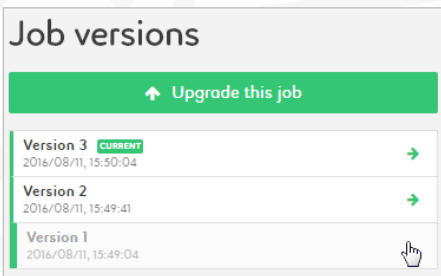 Job versions
Upgrade this job
Version 3 CURRENT
2016/08/11, 15:50:04
Version 2
2016/08/11, 15:49:41
Version 1
2016/08/11, 15:49:04